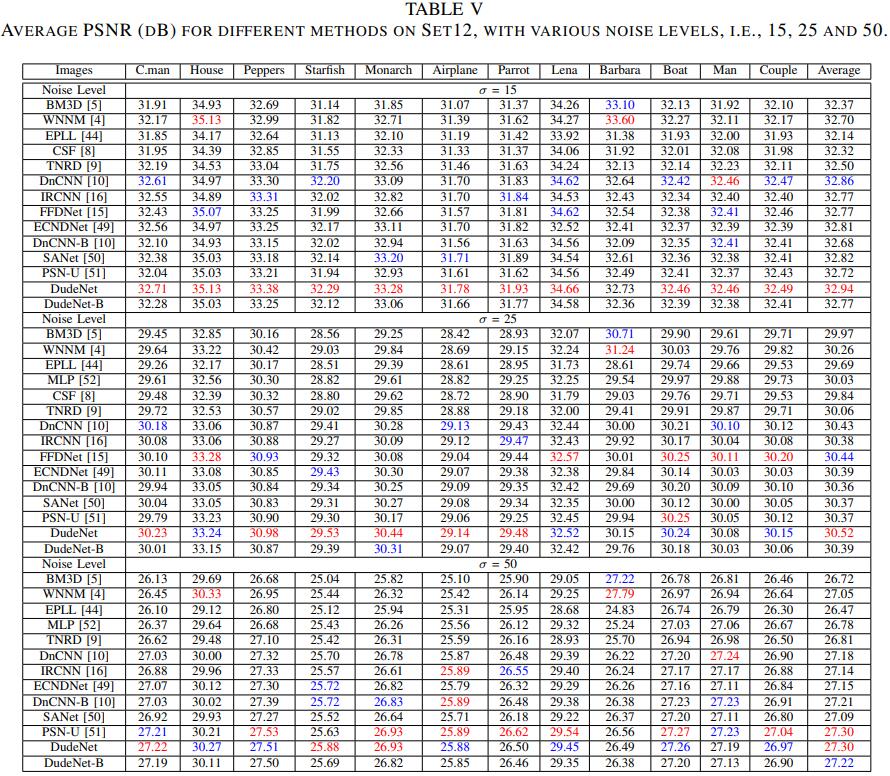 TABLE V
AVERAGE PSNR (DB) FOR DIFFERENT METHODS ON SET12, WITH VARIOUS NOISE LEVELS, I.E., 15, 25 AND 50.
Images C.man House Peppers Starfish Monarch Airplane Parrot Lena Barbara Boat Man Couple Average
Noise Level σ = 15
BM3D [5] 31.91 34.93 32.69 31.14 31.85 31.07 31.37 34.26 33.10 32.13 31.92 32.10 32.37
WNNM [4] 32.17 35.13 32.99 31.82 32.71 31.39 31.62 34.27 33.60 32.27 32.11 32.17 32.70
EPLL [44] 31.85 34.17 32.64 31.13 32.10 31.19 31.42 33.92 31.38 31.93 32.00 31.93 32.14
CSF [8] 31.95 34.39 32.85 31.55 32.33 31.33 31.37 34.06 31.92 32.01 32.08 31.98 32.32
TNRD [9] 32.19 34.53 33.04 31.75 32.56 31.46 31.63 34.24 32.13 32.14 32.23 32.11 32.50
DnCNN [10] 32.61 34.97 33.30 32.20 33.09 31.70 31.83 34.62 32.64 32.42 32.46 32.47 32.86
IRCNN [16] 32.55 34.89 33.31 32.02 32.82 31.70 31.84 34.53 32.43 32.34 32.40 32.40 32.77
FFDNet [15] 32.43 35.07 33.25 31.99 32.66 31.57 31.81 34.62 32.54 32.38 32.41 32.46 32.77
ECNDNet [49] 32.56 34.97 33.25 32.17 33.11 31.70 31.82 34.52 32.41 32.37 32.39 32.39 32.81
DnCNN-B [10] 32.10 34.93 33.15 32.02 32.94 31.56 31.63 34.56 32.09 32.35 32.41 32.41 32.68
SANet [50] 32.38 35.03 33.18 32.14 33.20 31.71 31.89 34.54 32.61 32.36 32.38 32.41 32.82
PSN-U [51] 32.04 35.03 33.21 31.94 32.93 31.61 31.62 34.56 32.49 32.41 32.37 32.43 32.72
DudeNet 32.71 35.13 33.38 32.29 33.28 31.78 31.93 34.66 32.73 32.46 32.46 32.49 32.94
DudeNet-B 32.28 35.03 33.25 32.12 33.06 31.66 31.77 34.58 32.36 32.39 32.38 32.41 32.77
Noise Level σ = 25
BM3D [5] 29.45 32.85 30.16 28.56 29.25 28.42 28.93 32.07 30.71 29.90 29.61 29.71 29.97
WNNM [4] 29.64 33.22 30.42 29.03 29.84 28.69 29.15 32.24 31.24 30.03 29.76 29.82 30.26
EPLL [44] 29.26 32.17 30.17 28.51 29.39 28.61 28.95 31.73 28.61 29.74 29.66 29.53 29.69
MLP [52] 29.61 32.56 30.30 28.82 29.61 28.82 29.25 32.25 29.54 29.97 29.88 29.73 30.03
CSF [8] 29.48 32.39 30.32 28.80 29.62 28.72 28.90 31.79 29.03 29.76 29.71 29.53 29.84
TNRD [9] 29.72 32.53 30.57 29.02 29.85 28.88 29.18 32.00 29.41 29.91 29.87 29.71 30.06
DnCNN [10] 30.18 33.06 30.87 29.41 30.28 29.13 29.43 32.44 30.00 30.21 30.10 30.12 30.43
IRCNN [16] 30.08 33.06 30.88 29.27 30.09 29.12 29.47 32.43 29.92 30.17 30.04 30.08 30.38
FFDNet [15] 30.10 33.28 30.93 29.32 30.08 29.04 29.44 32.57 30.01 30.25 30.11 30.20 30.44
ECNDNet [49] 30.11 33.08 30.85 29.43 30.30 29.07 29.38 32.38 29.84 30.14 30.03 30.03 30.39
DnCNN-B [10] 29.94 33.05 30.84 29.34 30.25 29.09 29.35 32.42 29.69 30.20 30.09 30.10 30.36
SANet [50] 30.04 33.05 30.83 29.31 30.27 29.08 29.34 32.35 30.00 30.12 30.00 30.05 30.37
PSN-U [51] 29.79 33.23 30.90 29.30 30.17 29.06 29.25 32.45 29.94 30.25 30.05 30.12 30.37
DudeNet 30.23 33.24 30.98 29.53 30.44 29.14 29.48 32.52 30.15 30.24 30.08 30.15 30.52
DudeNet-B 30.01 33.15 30.87 29.39 30.31 29.07 29.40 32.42 29.76 30.18 30.03 30.06 30.39
Noise Level σ = 50
BM3D [5] 26.13 29.69 26.68 25.04 25.82 25.10 25.90 29.05 27.22 26.78 26.81 26.46 26.72
WNNM [4] 26.45 30.33 26.95 25.44 26.32 25.42 26.14 29.25 27.79 26.97 26.94 26.64 27.05
EPLL [44] 26.10 29.12 26.80 25.12 25.94 25.31 25.95 28.68 24.83 26.74 26.79 26.30 26.47
MLP [52] 26.37 29.64 26.68 25.43 26.26 25.56 26.12 29.32 25.24 27.03 27.06 26.67 26.78
TNRD [9] 26.62 29.48 27.10 25.42 26.31 25.59 26.16 28.93 25.70 26.94 26.98 26.50 26.81
DnCNN [10] 27.03 30.00 27.32 25.70 26.78 25.87 26.48 29.39 26.22 27.20 27.24 26.90 27.18
IRCNN [16] 26.88 29.96 27.33 25.57 26.61 25.89 26.55 29.40 26.24 27.17 27.17 26.88 27.14
ECNDNet [49] 27.07 30.12 27.30 25.72 26.82 25.79 26.32 29.29 26.26 27.16 27.11 26.84 27.15
DnCNN-B [10] 27.03 30.02 27.39 25.72 26.83 25.89 26.48 29.38 26.38 27.23 27.23 26.91 27.21
SANet [50] 26.92 29.93 27.27 25.52 26.64 25.71 26.18 29.22 26.37 27.20 27.11 26.80 27.09
PSN-U [51] 27.21 30.21 27.53 25.63 26.93 25.89 26.62 29.54 26.56 27.27 27.23 27.04 27.30
DudeNet 27.22 30.27 27.51 25.88 26.93 25.88 26.50 29.45 26.49 27.26 27.19 26.97 27.30
DudeNet-B 27.19 30.11 27.50 25.69 26.82 25.85 26.46 29.35 26.38 27.20 27.13 26.90 27.22